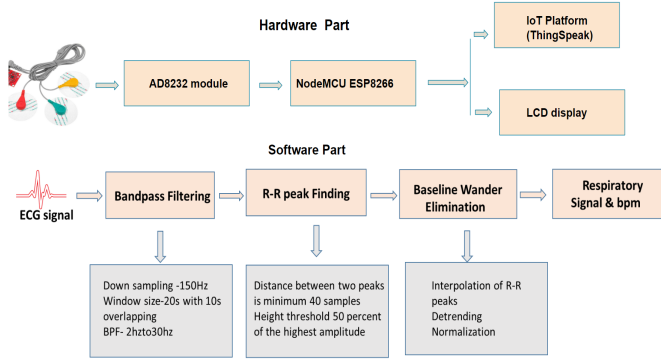 Hardware Part
IoT Platform
(ThingSpeak)
AD8232 module
NodeMCU ESP8266
LCD display
Software Part
ECG signal
Bandpass Filtering
R-R peak Finding
Baseline Wander
Elimination
Respiratory
Signal & bpm
Down sampling -150Hz
Window size-20s with 10s
overlapping
BPF- 2hzto30hz
Distance between two peaks
is minimum 40 samples
Height threshold 50 percent
of the highest amplitude
Interpolation of R-R
peaks
Detrending
Normalization